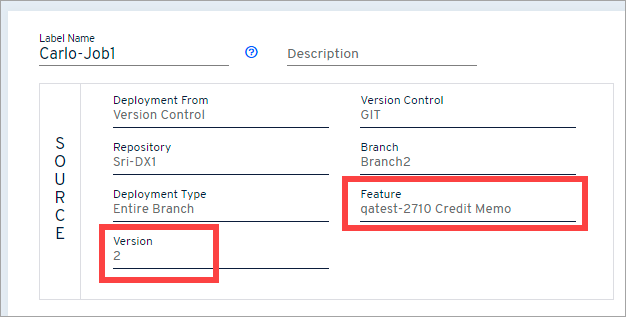 Label Name
Carlo-Job1
Description
SOURCE
Deployment From
Version Control
Version Control
GIT
Repository
Sri-DX1
Branch
Branch2
Deployment Type
Entire Branch
Feature
qatest-2710 Credit Memo
Version
2